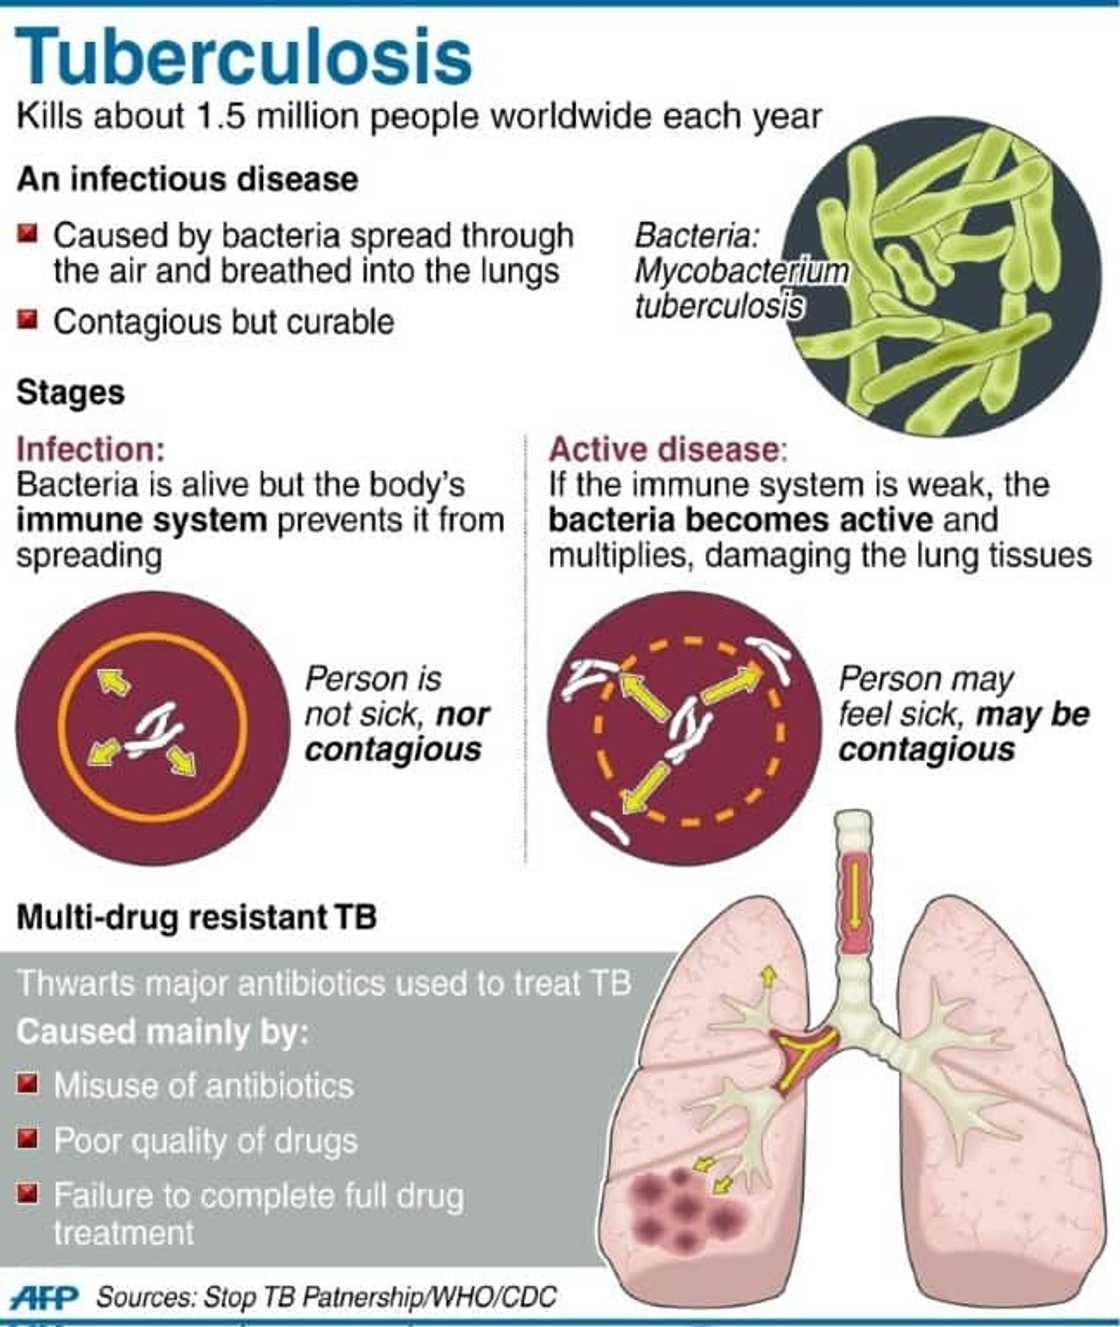 Tuberculosis
Kills about 1.5 million people worldwide each year
An infectious disease
Caused by bacteria spread through
the air and breathed into the lungs
Contagious but curable
Bacteria:
Mycobacterium
tuberculosis
Stages
Infection:
Bacteria is alive but the body's
immune system prevents it from
spreading
Person is
not sick, nor
contagious
Active disease:
If the immune system is weak, the
bacteria becomes active and
multiplies, damaging the lung tissues
Person may
feel sick, may be
contagious
Multi-drug resistant TB
Thwarts major antibiotics used to treat TB
Caused mainly by:
Misuse of antibiotics
Poor quality of drugs
Failure to complete full drug
treatment
AFP Sources: Stop TB Patnership/WHO/CDC